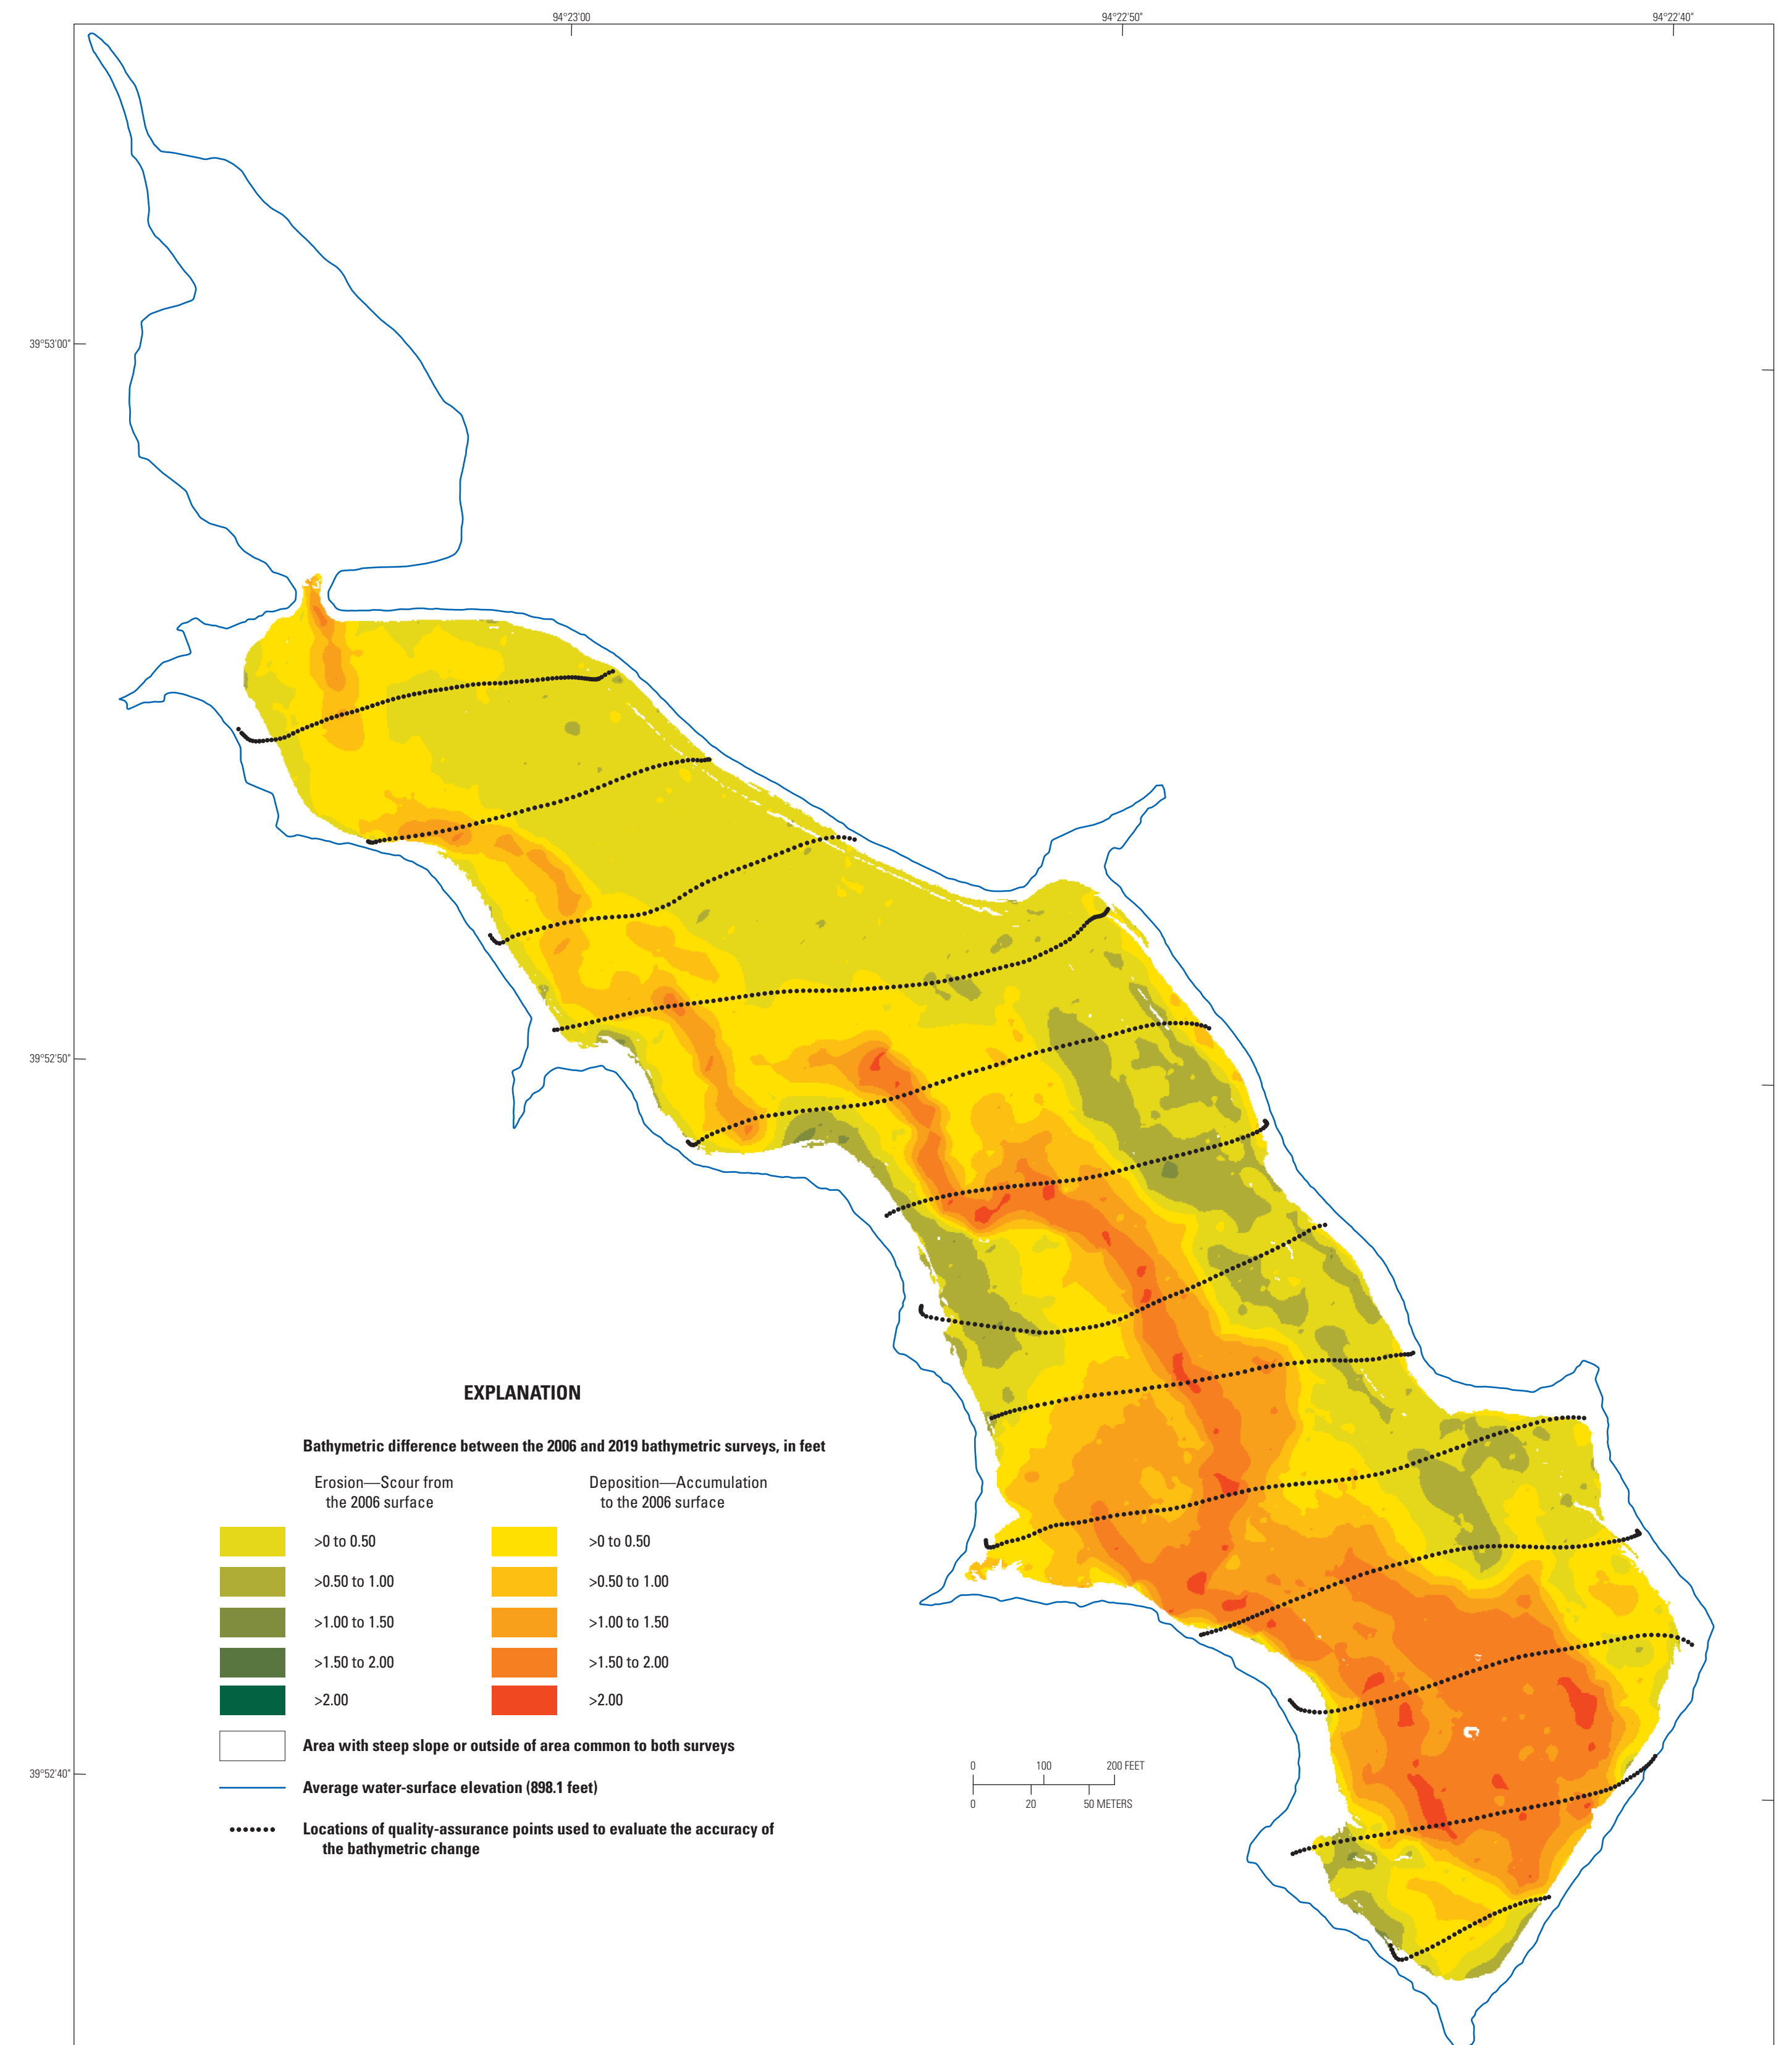 94°23'00 94°22'50" 94°22'40"
39°53'00"
39°52'50"
39°52'40"
EXPLANATION
Bathymetric difference between the 2006 and 2019 bathymetric surveys, in feet
Erosion—Scour from Deposition—Accumulation
the 2006 surface to the 2006 surface
>0 to 0.50 >0 to 0.50
>0.50 to 1.00 >0.50 to 1.00
>1.00 to 1.50 >1.00 to 1.50
>1.50 to 2.00 >1.50 to 2.00
>2.00 >2.00
Area with steep slope or outside of area common to both surveys
Average water-surface elevation (898.1 feet)
Locations of quality-assurance points used to evaluate the accuracy of
the bathymetric change
0 100 200 FEET
0 20 50 METERS